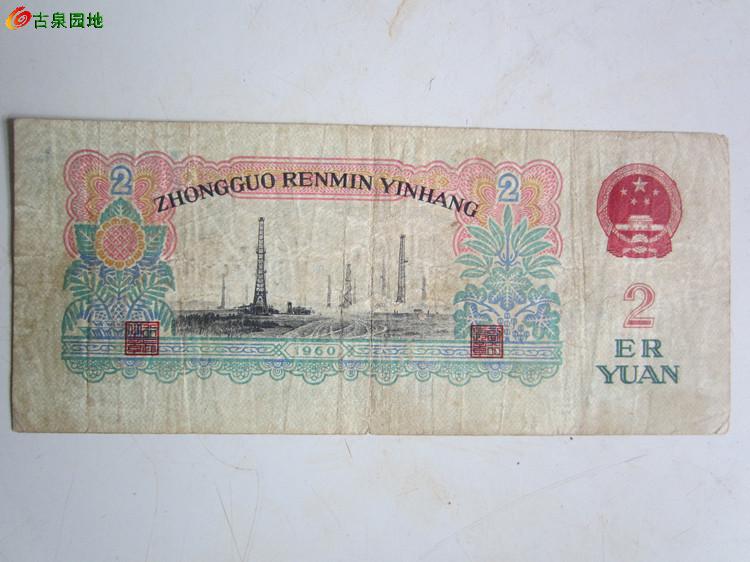 古泉园地
2
ZHONGGUO RENMIN YINHANG
2
1960
2
ER
YUAN